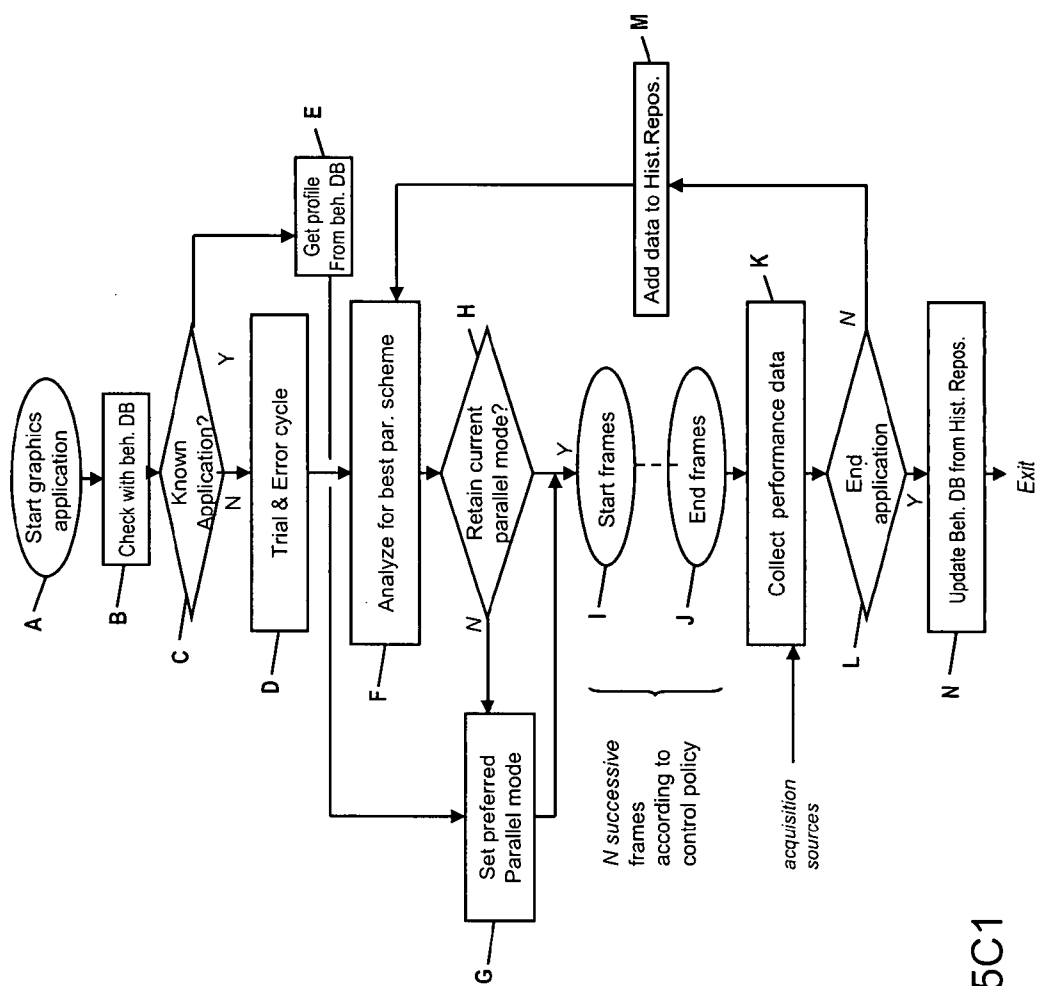 A
Start graphics
application
B
Check with beh. DB
C
Known
Application?
Y
N
E
Get profile
From beh. DB
D
Trial & Error cycle
F
Analyze for best par. scheme
H
Retain current
parallel mode?
N
Y
G
Set preferred
Parallel mode
I
Start frames
J
End frames
N successive
frames
according to
control policy
K
Collect performance data
acquisition
sources
L
End
application
N
Y
M
Add data to Hist.Repos.
N
Update Beh. DB from Hist. Repos.
Exit
5C1